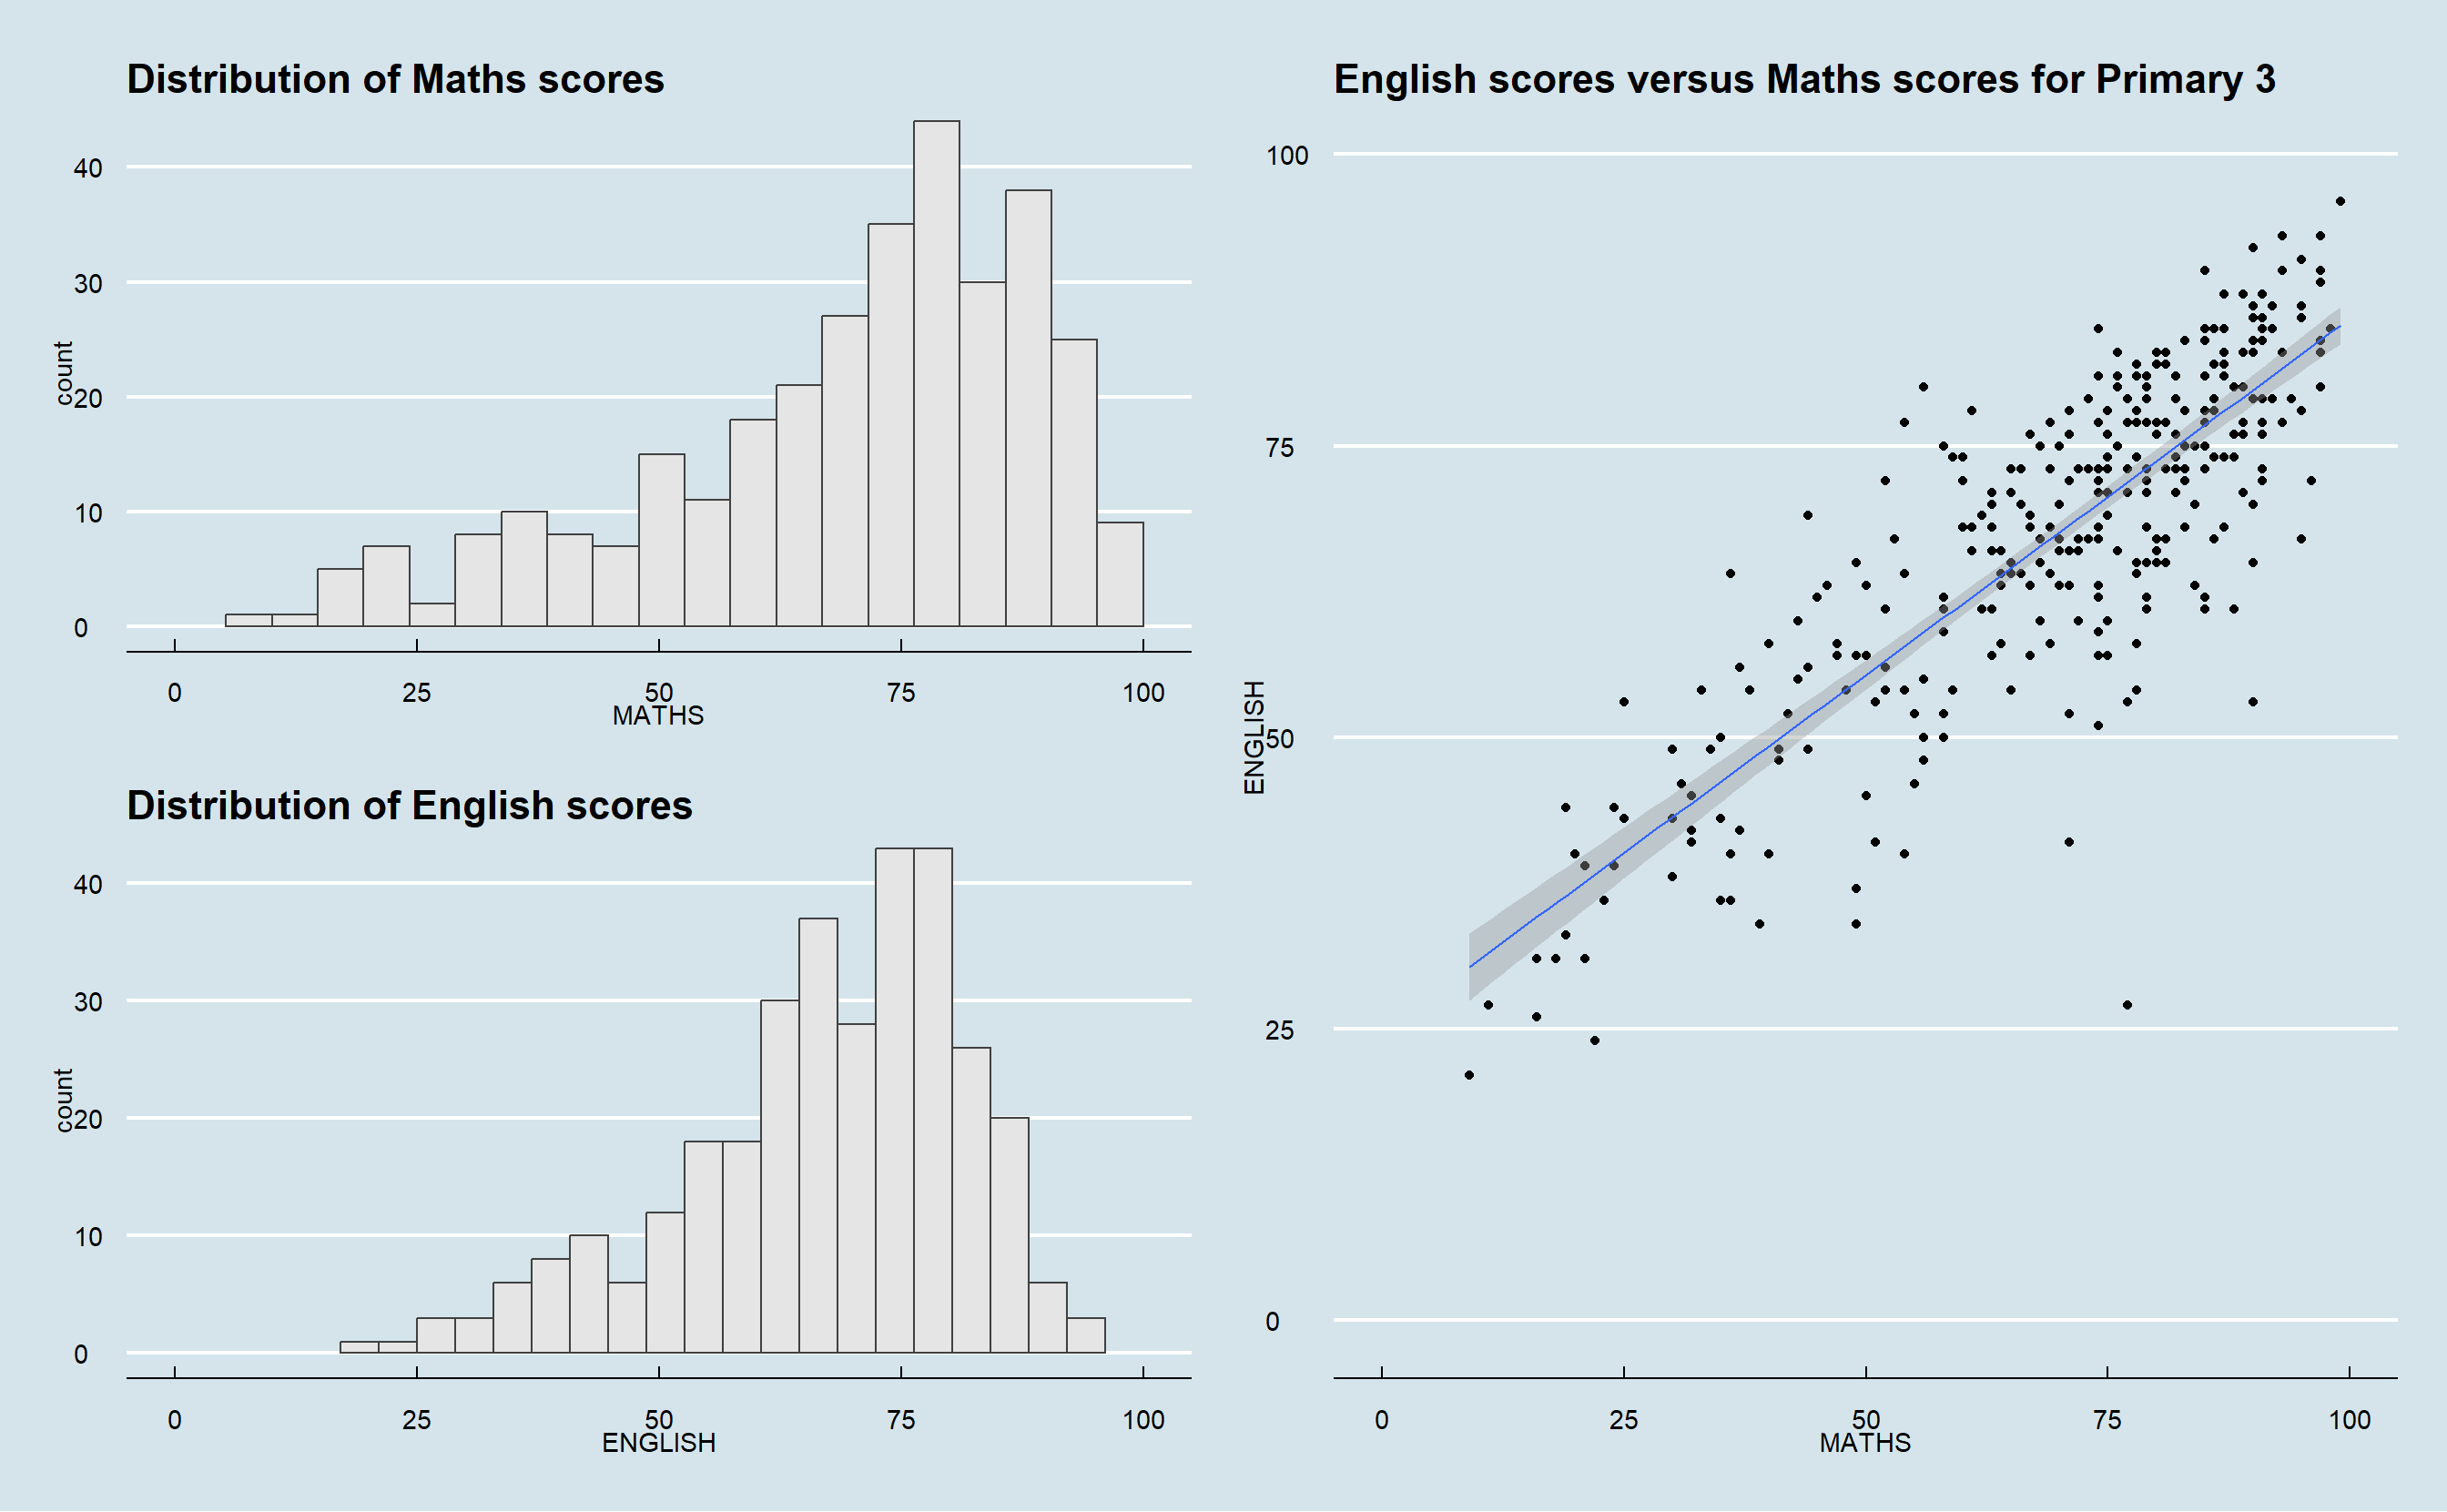 Distribution of Maths scores
40
30
20
10
0
count
0 25 50 75 100
MATHS
Distribution of English scores
40
30
20
10
0
count
0 25 50 75 100
ENGLISH
English scores versus Maths scores for Primary 3
100
75
50
25
0
ENGLISH
0 25 50 75 100
MATHS